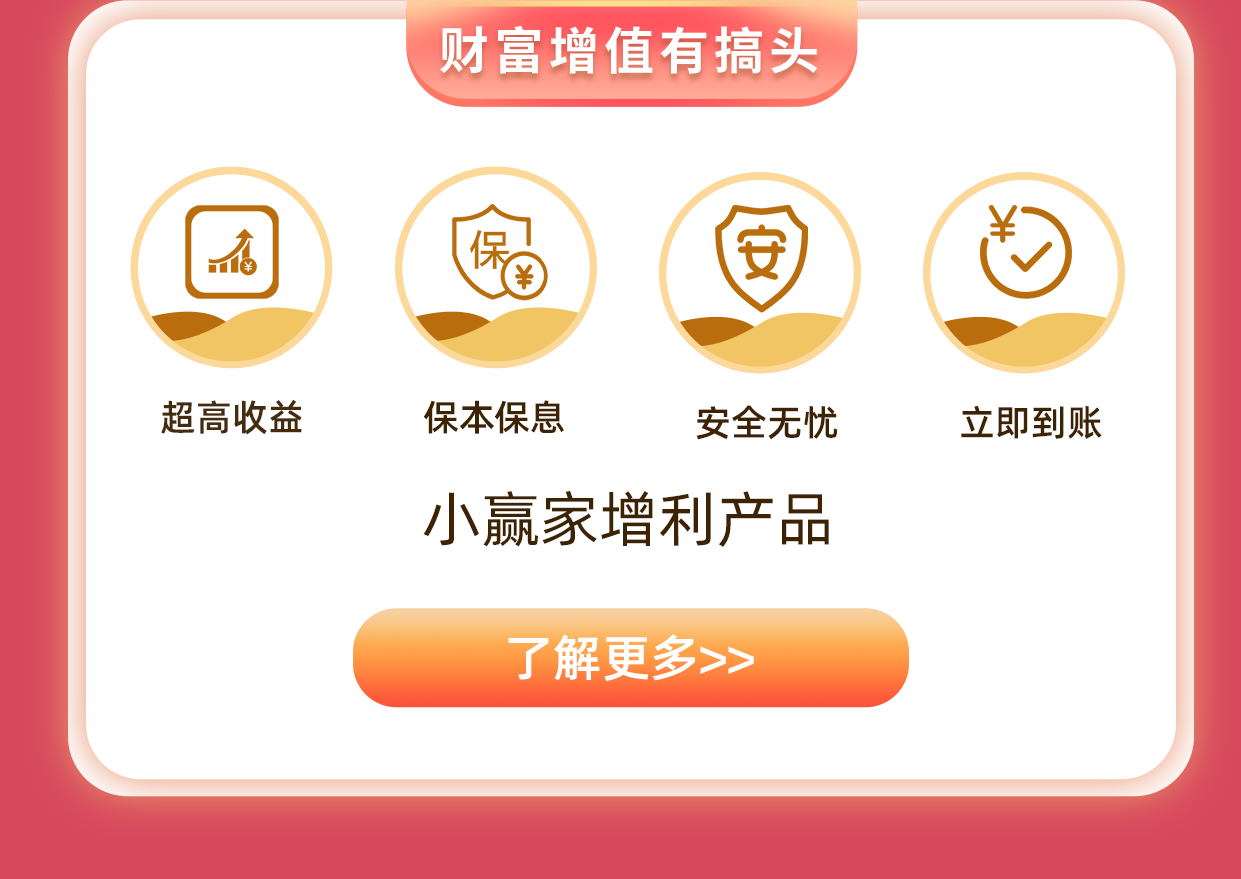 财富增值有搞头
¥
保
¥
安
¥
超高收益
保本保息
安全无忧
立即到账
小赢家增利产品
了解更多>>